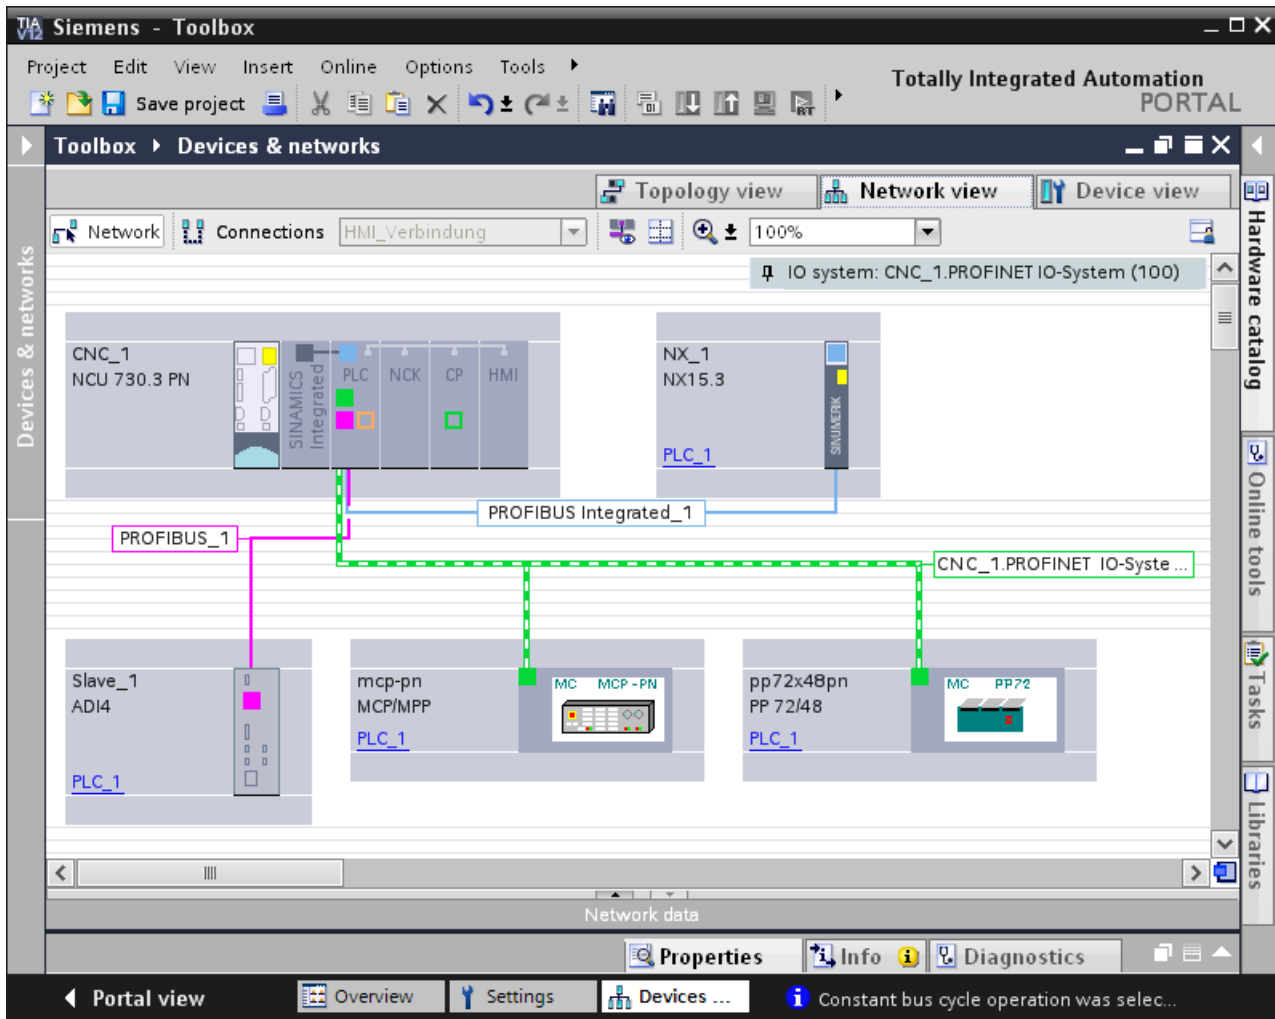 TIA V12 Siemens - Toolbox
Project Edit View Insert Online Options Tools
Totally Integrated Automation
PORTAL
Save project
Toolbox Devices & networks
Topology view Network view Device view
Network Connections HMI_Verbindung 100%
IO system: CNC_1.PROFINET IO-System (100)
Devices & networks
CNC_1
NCU 730.3 PN
SINAMICS
Integrated
PLC NCK CP HMI
NX_1
NX15.3
SINUMERIK
PLC_1
PROFIBUS Integrated_1
PROFIBUS_1
CNC_1.PROFINET IO-Syste ...
Slave_1
ADI4
PLC_1
mcp-pn
MCP/MPP
PLC_1
MC MCP-PN
pp72x48pn
PP 72/48
PLC_1
MC PP72
Hardware catalog
Online tools
Tasks
Libraries
Network data
Properties Info Diagnostics
Portal view Overview Settings Devices ... Constant bus cycle operation was selec...
RT